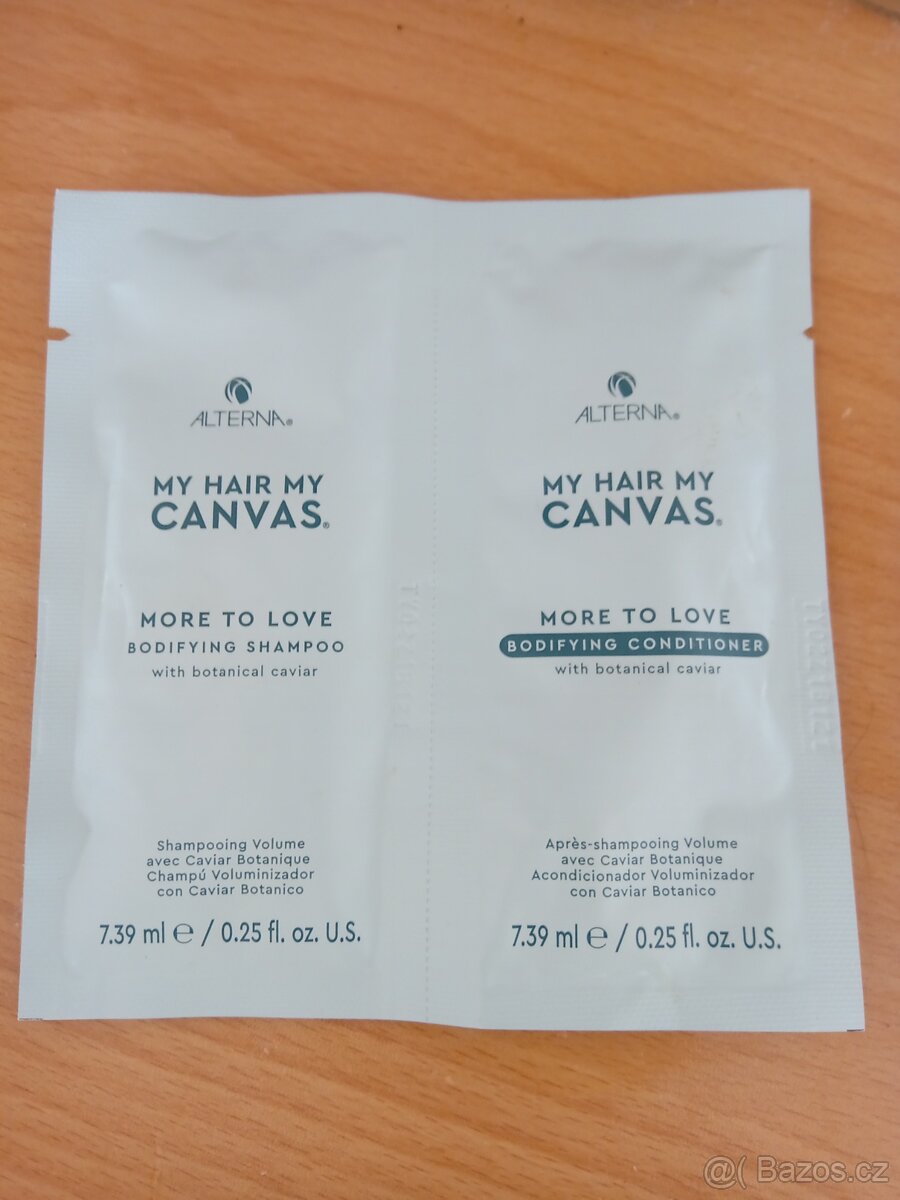 ALTERNA®
MY HAIR MY
CANVAS®
MORE TO LOVE
BODIFYING SHAMPOO
with botanical caviar
Shampooing Volume
avec Caviar Botanique
Champú Voluminizador
con Caviar Botanico
7.39 ml ℮ / 0.25 fl. oz. U.S.
ALTERNA®
MY HAIR MY
CANVAS®
MORE TO LOVE
BODIFYING CONDITIONER
with botanical caviar
Après-shampooing Volume
avec Caviar Botanique
Acondicionador Voluminizador
con Caviar Botanico
7.39 ml ℮ / 0.25 fl. oz. U.S.
@( Bazos.cz